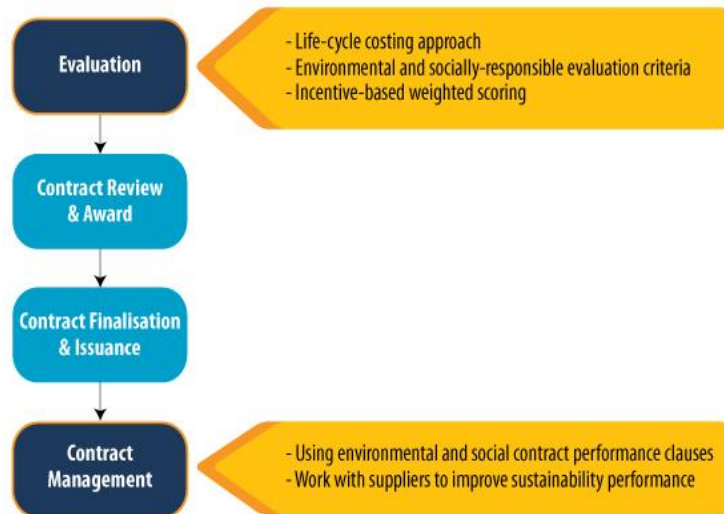 Evaluation
- Life-cycle costing approach
- Environmental and socially-responsible evaluation criteria
- Incentive-based weighted scoring
Contract Review
& Award
Contract Finalisation
& Issuance
Contract
Management
- Using environmental and social contract performance clauses
- Work with suppliers to improve sustainability performance